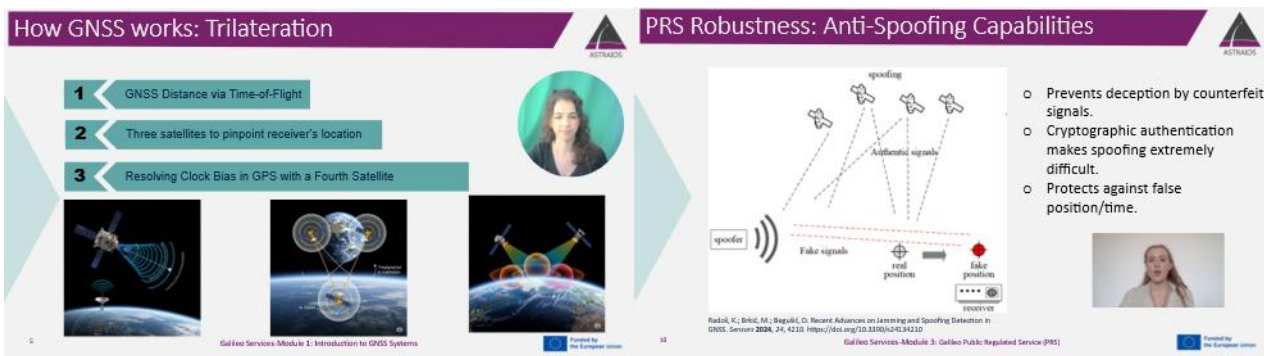 How GNSS works: Trilateration
ASTRAIOS
1
GNSS Distance via Time-of-Flight
2
Three satellites to pinpoint receiver's location
3
Resolving Clock Bias in GPS with a Fourth Satellite
Trilateration
5
Galileo Services-Module 1: Introduction to GNSS Systems
Funded by
the European Union
PRS Robustness: Anti-Spoofing Capabilities
ASTRAIOS
spoofing
Authentic signals
spoofer
Fake signals
real
position
fake
position
receiver
o Prevents deception by counterfeit
signals.
o Cryptographic authentication
makes spoofing extremely
difficult.
o Protects against false
position/time.
Radoš, K.; Brkić, M.; Begušić, D. Recent Advances on Jamming and Spoofing Detection in
GNSS. Sensors 2024, 24, 4210. https://doi.org/10.3390/s24134210
10
Galileo Services-Module 3: Galileo Public Regulated Service (PRS)
Funded by
the European Union